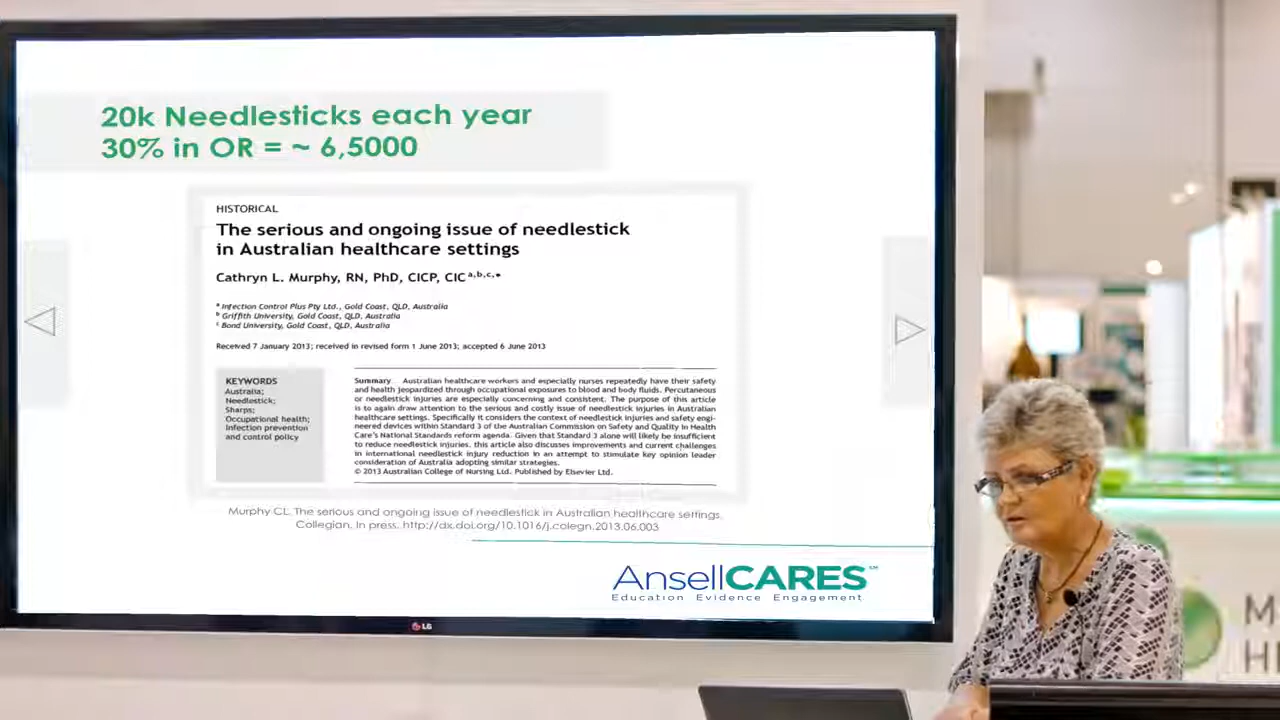 20k Needlesticks each year
30% in OR = ~ 6,5000
HISTORICAL
The serious and ongoing issue of needlestick
in Australian healthcare settings
Cathryn L. Murphy, RN, PhD, CICP, CIC a,b,c,*
a Infection Control Plus Pty Ltd., Gold Coast, QLD, Australia
b Griffith University, Gold Coast, QLD, Australia
c Bond University, Gold Coast, QLD, Australia
Received 7 January 2013; received in revised form 1 June 2013; accepted 6 June 2013
KEYWORDS
Australia;
Needlestick;
Sharps;
Occupational health;
Infection prevention
and control policy
Summary Australian healthcare workers and especially nurses repeatedly have their safety
and health jeopardized through occupational exposures to blood and body fluids. Percutaneous
or needlestick injuries are especially concerning and consistent. The purpose of this article
is to again draw attention to the serious and costly issue of needlestick injuries in Australian
healthcare settings. Specifically it considers the context of needlestick injuries and safety engi-
neered devices within Standard 3 of the Australian Commission on Safety and Quality in Health
Care's National Standards reform agenda. Given that Standard 3 alone will likely be insufficient
to reduce needlestick injuries, this article also discusses improvements and current challenges
in international needlestick injury reduction in an attempt to stimulate key opinion leader
consideration of Australia adopting similar strategies.
© 2013 Australian College of Nursing Ltd. Published by Elsevier Ltd.
Murphy CL. The serious and ongoing issue of needlestick in Australian healthcare settings.
Collegian. In press. http://dx.doi.org/10.1016/j.colegn.2013.06.003
AnsellCARES℠
Education Evidence Engagement
LG
M
HE